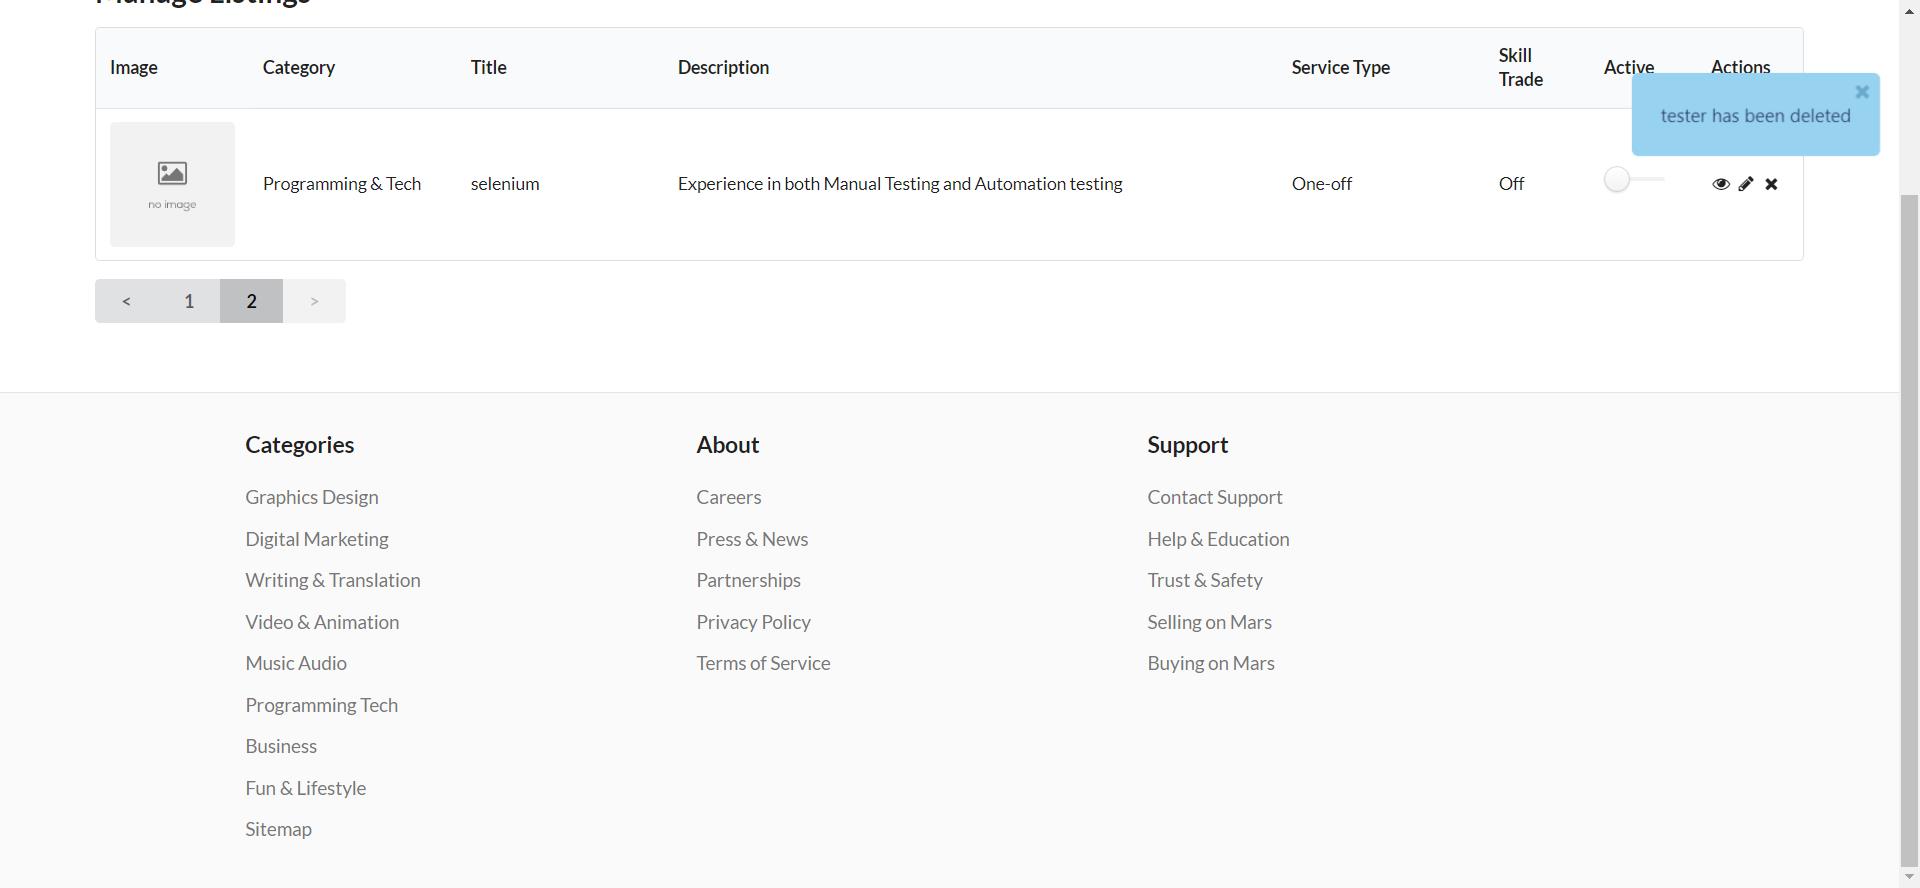 Manage Listings
Image Category Title Description Service Type Skill Trade Active Actions
tester has been deleted
no image
Programming & Tech selenium Experience in both Manual Testing and Automation testing One-off Off
< 1 2 >
Categories
Graphics Design
Digital Marketing
Writing & Translation
Video & Animation
Music Audio
Programming Tech
Business
Fun & Lifestyle
Sitemap
About
Careers
Press & News
Partnerships
Privacy Policy
Terms of Service
Support
Contact Support
Help & Education
Trust & Safety
Selling on Mars
Buying on Mars